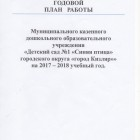 ГОДОВОЙ
ПЛАН РАБОТЫ
Муниципального казенного
дошкольного образовательного
учреждения
«Детский сад №1 «Синяя птица»
городского округа «город Кизляр»»
на 2017 – 2018 учебный год.